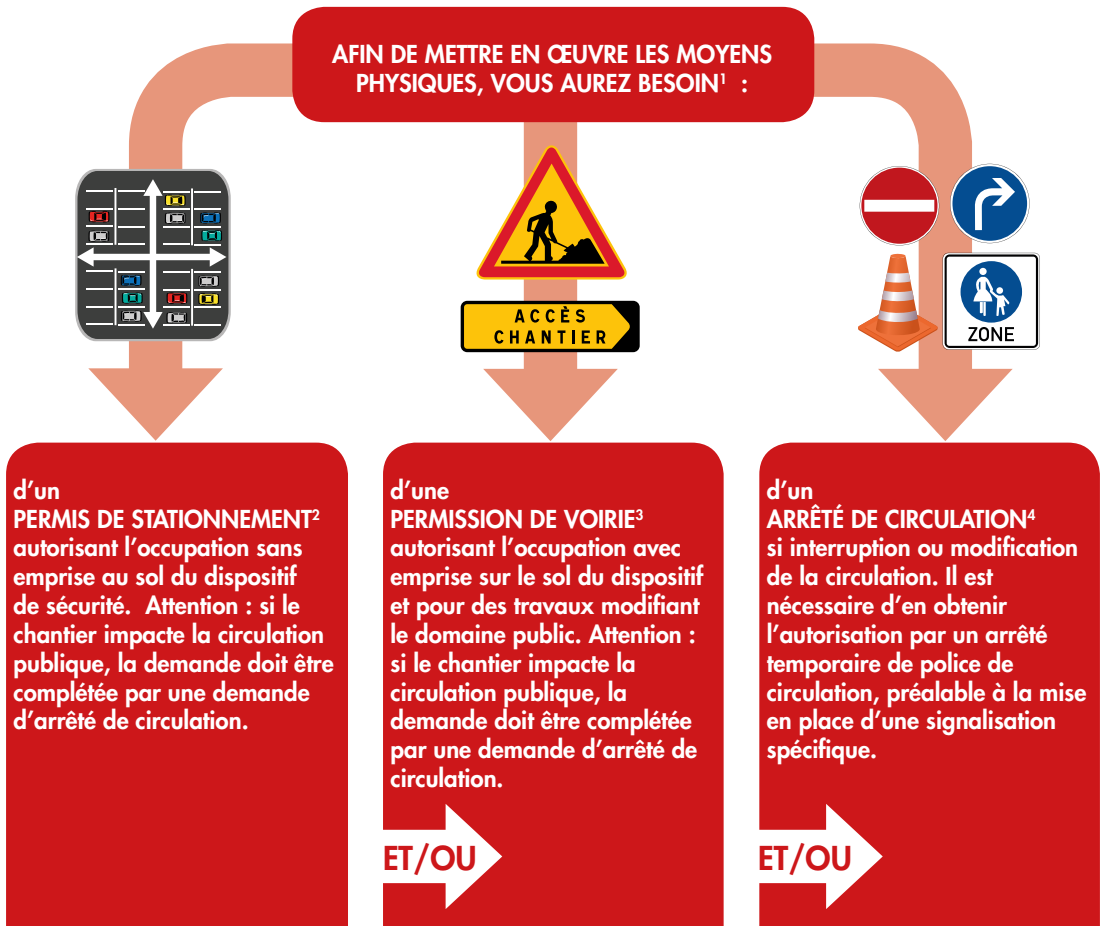 AFIN DE METTRE EN ŒUVRE LES MOYENS
PHYSIQUES, VOUS AUREZ BESOIN¹ :
ACCÈS
CHANTIER
ZONE
d’un
PERMIS DE STATIONNEMENT²
autorisant l’occupation sans
emprise au sol du dispositif
de sécurité. Attention : si le
chantier impacte la circulation
publique, la demande doit être
complétée par une demande
d’arrêté de circulation.
d’une
PERMISSION DE VOIRIE³
autorisant l’occupation avec
emprise sur le sol du dispositif
et pour des travaux modifiant
le domaine public. Attention :
si le chantier impacte la
circulation publique, la
demande doit être complétée
par une demande d’arrêté de
circulation.
ET/OU
d’un
ARRÊTÉ DE CIRCULATION⁴
si interruption ou modification
de la circulation. Il est
nécessaire d’en obtenir
l’autorisation par un arrêté
temporaire de police de
circulation, préalable à la mise
en place d’une signalisation
spécifique.
ET/OU